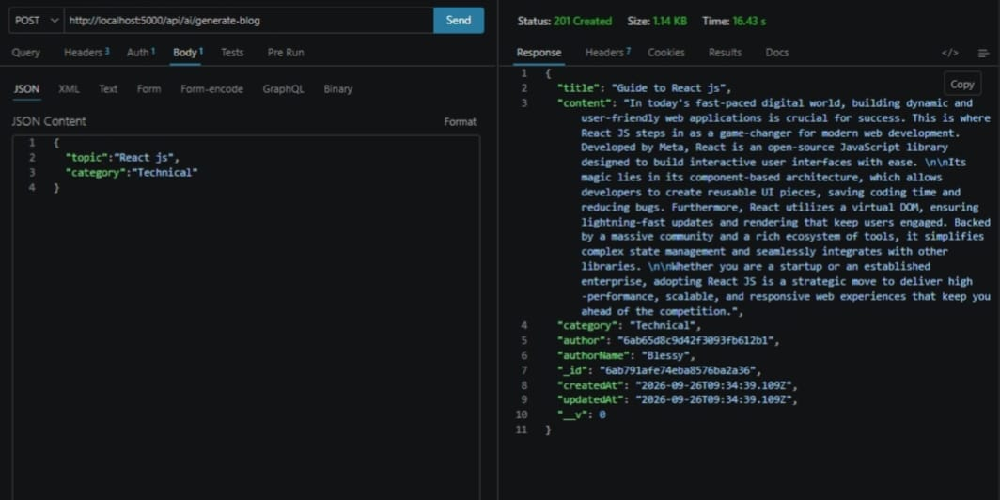 POST http://localhost:5000/api/ai/generate-blog Send
Query Headers 3 Auth 1 Body 1 Tests Pre Run
JSON XML Text Form Form-encode GraphQL Binary
JSON Content Format
1 {
2 "topic":"React js",
3 "category":"Technical"
4 }
Status: 201 Created Size: 1.14 KB Time: 16.43 s
Response Headers 7 Cookies Results Docs </>
Copy
1 {
2 "title": "Guide to React js",
3 "content": "In today's fast-paced digital world, building dynamic and
user-friendly web applications is crucial for success. This is where
React JS steps in as a game-changer for modern web development.
Developed by Meta, React is an open-source JavaScript library
designed to build interactive user interfaces with ease. \n\nIts
magic lies in its component-based architecture, which allows
developers to create reusable UI pieces, saving coding time and
reducing bugs. Furthermore, React utilizes a virtual DOM, ensuring
lightning-fast updates and rendering that keep users engaged. Backed
by a massive community and a rich ecosystem of tools, it simplifies
complex state management and seamlessly integrates with other
libraries. \n\nWhether you are a startup or an established
enterprise, adopting React JS is a strategic move to deliver high
-performance, scalable, and responsive web experiences that keep you
ahead of the competition.",
4 "category": "Technical",
5 "author": "6ab65d8c9d42f3093fb612b1",
6 "authorName": "Blessy",
7 "_id": "6ab791afe74eba8576ba2a36",
8 "createdAt": "2026-09-26T09:34:39.109Z",
9 "updatedAt": "2026-09-26T09:34:39.109Z",
10 "__v": 0
11 }